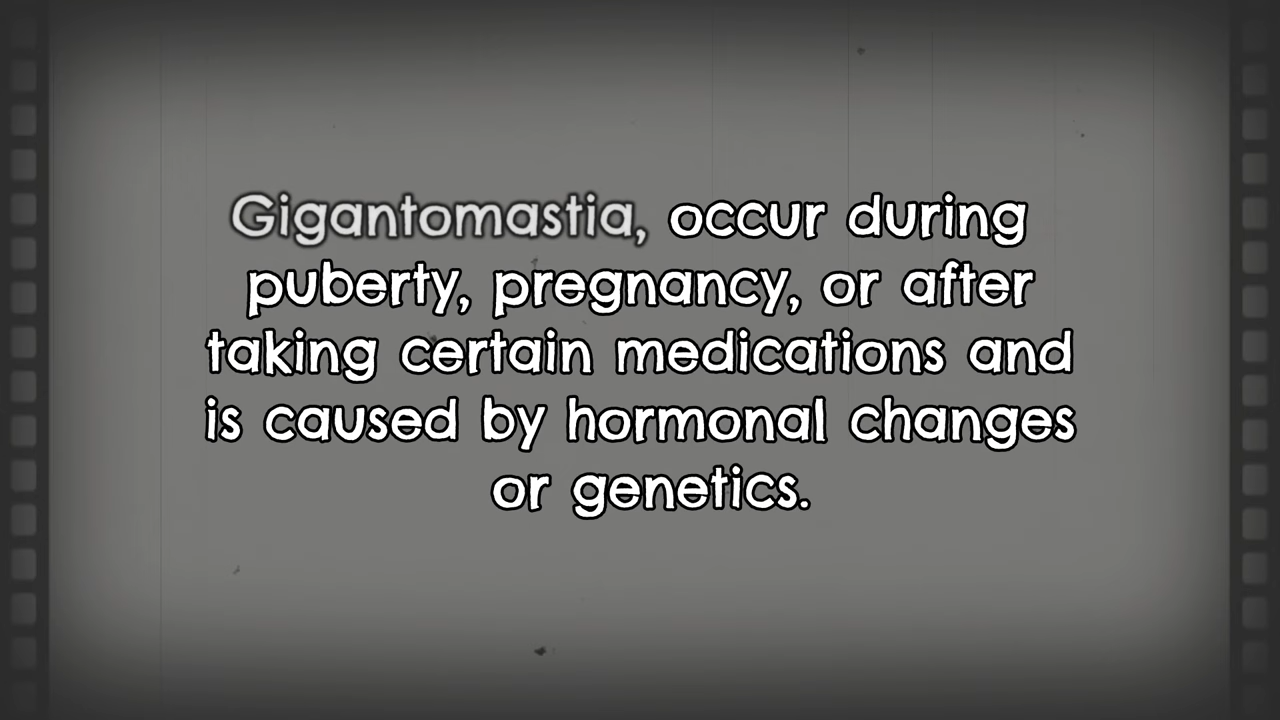 Gigantomastia, occur during
puberty, pregnancy, or after
taking certain medications and
is caused by hormonal changes
or genetics.